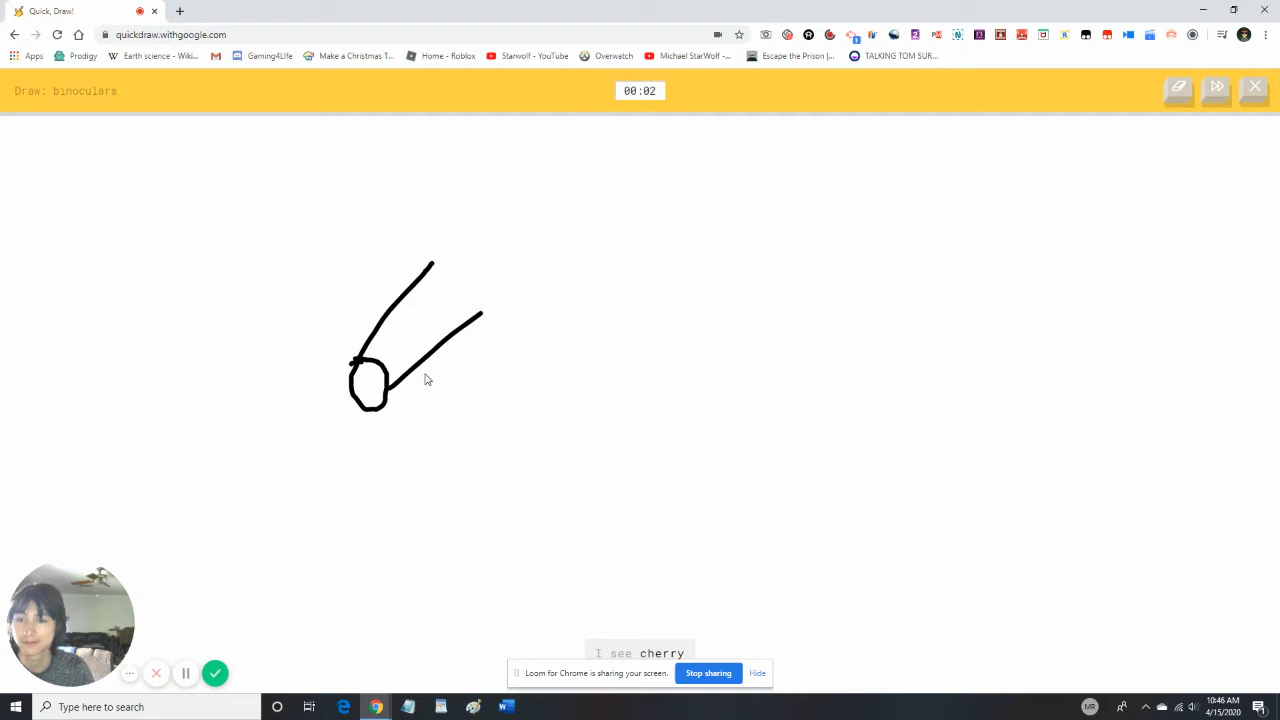 Quick, Draw!
quickdraw.withgoogle.com
Apps Prodigy Earth science - Wiki... Gaming4Life Make a Christmas T... Home - Roblox Starwolf - YouTube Overwatch Michael StarWolf -... Escape the Prison |... TALKING TOM SUR...
Draw: binoculars 00:02
I see cherry
Loom for Chrome is sharing your screen. Stop sharing Hide
Type here to search
MR
10:46 AM
4/15/2020